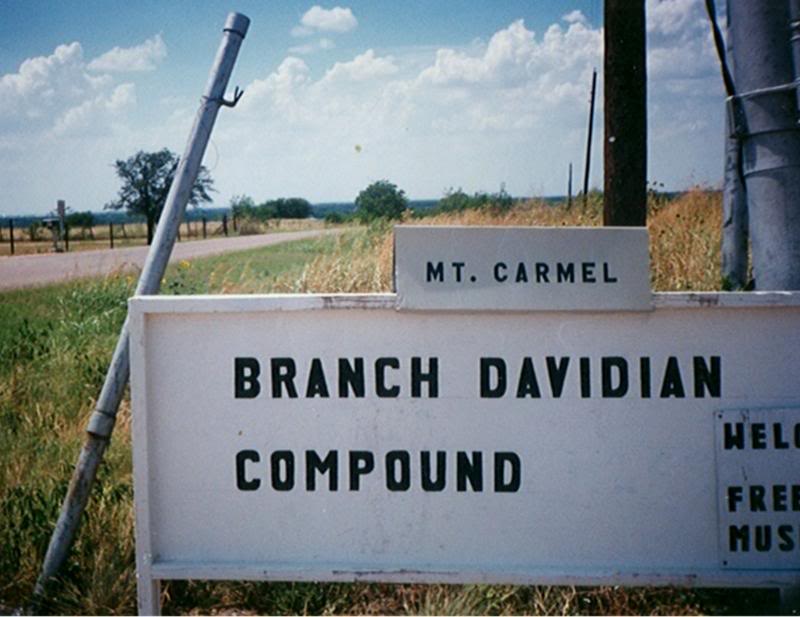 MT. CARMEL
BRANCH DAVIDIAN
COMPOUND